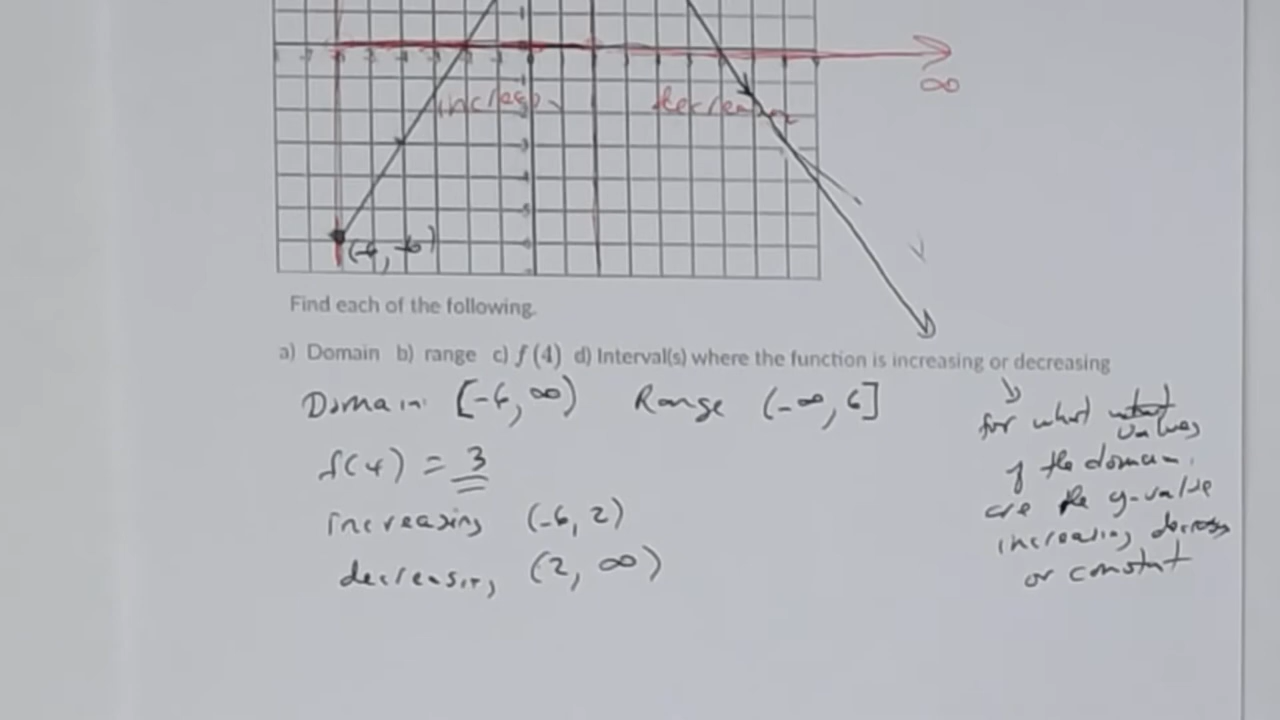 ∞
increasing
decreasing
(-6, -6)
Find each of the following.
a) Domain b) range c) f (4) d) Interval(s) where the function is increasing or decreasing
Domain: [-6, ∞) Range (-∞, 6]
f(4) = 3
increasing (-6, 2)
decreasing (2, ∞)
for what
values
of the domain.
are the y-value
increasing decreasing
or constant